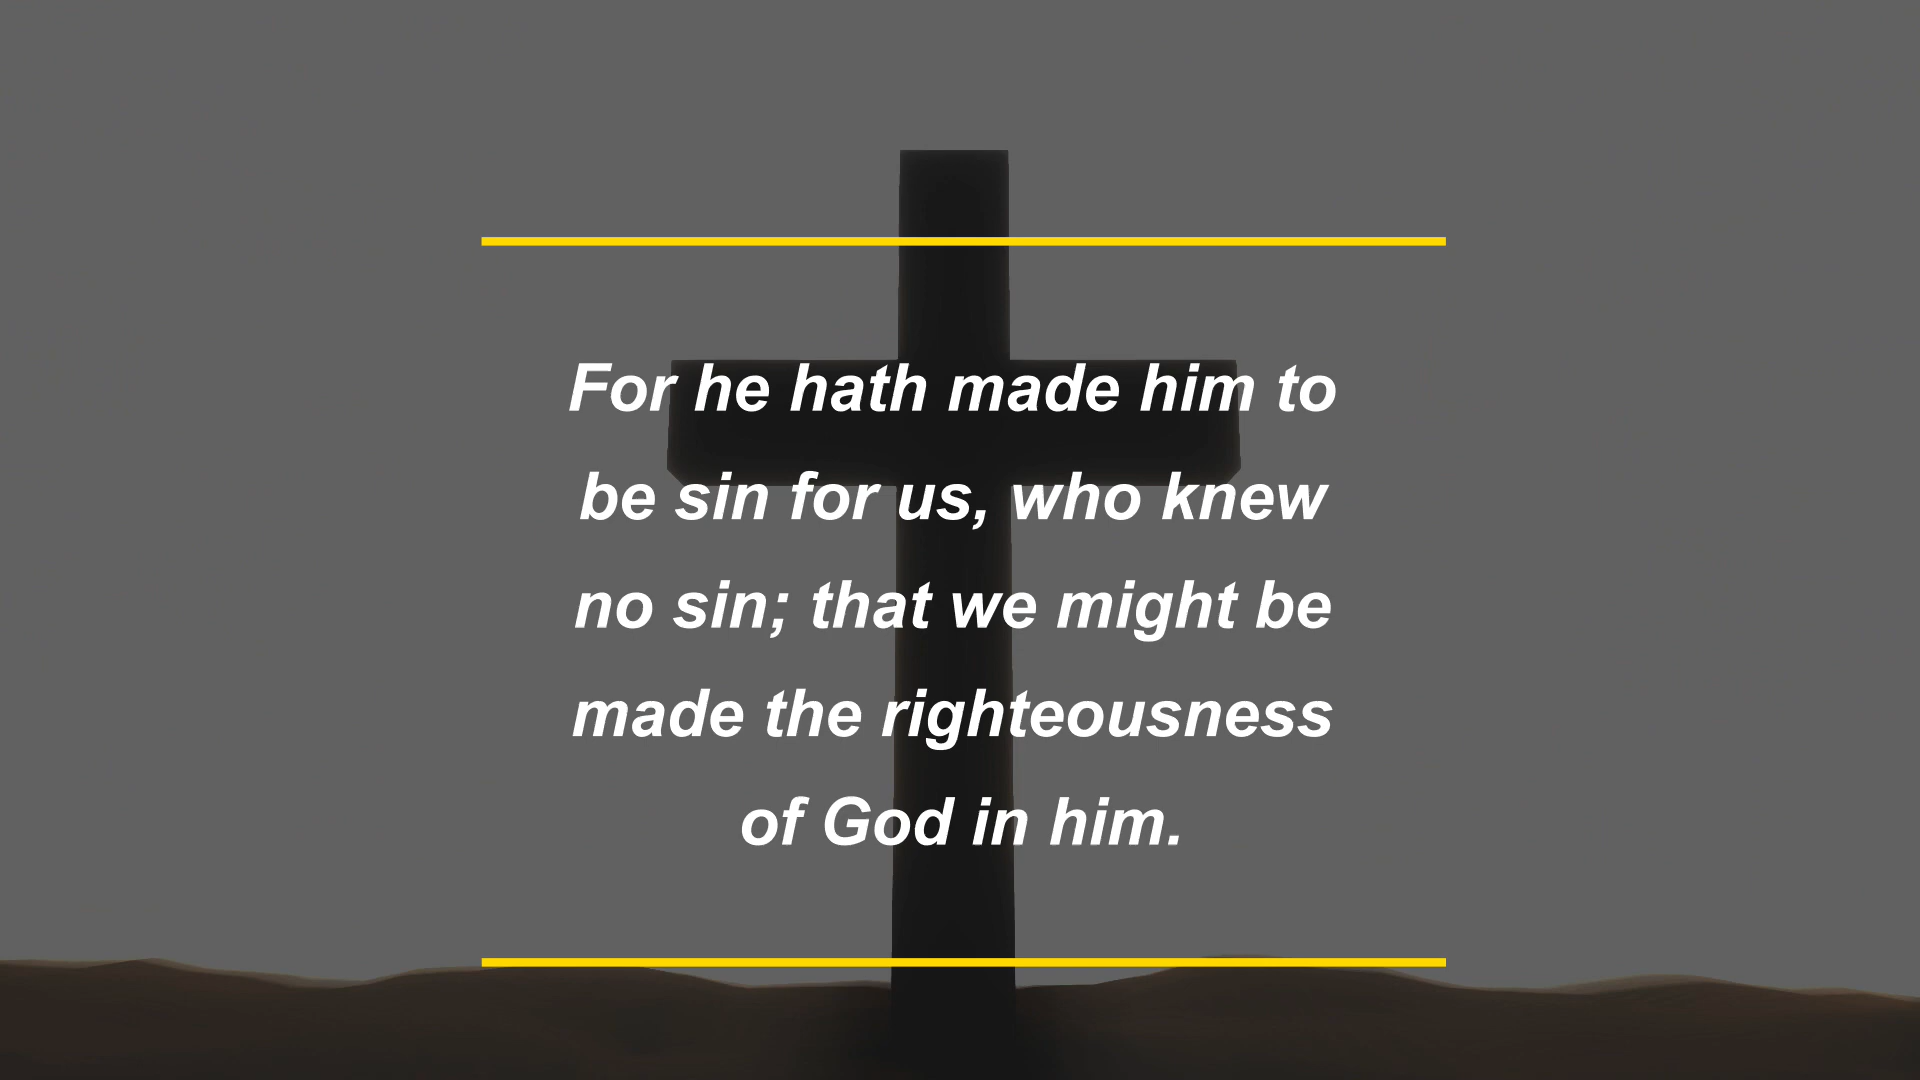 For he hath made him to
be sin for us, who knew
no sin; that we might be
made the righteousness
of God in him.